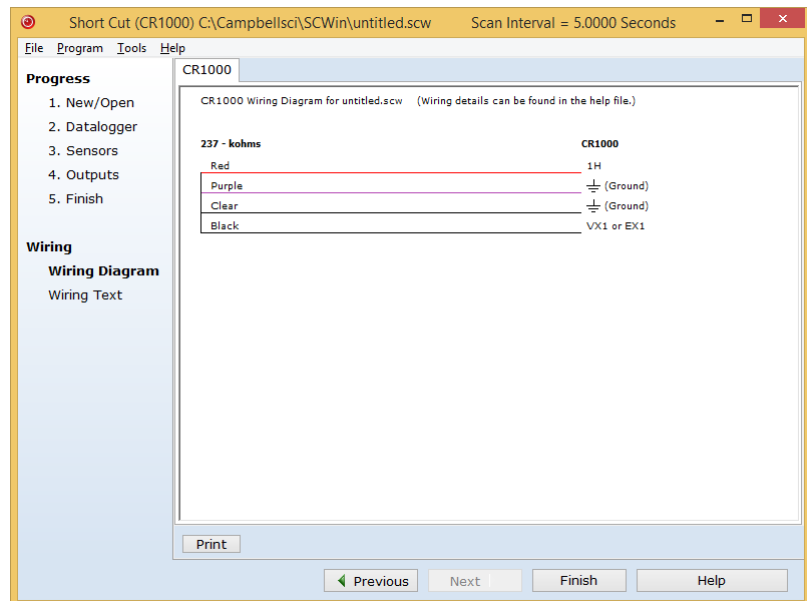 Short Cut (CR1000) C:\Campbellsci\SCWin\untitled.scw Scan Interval = 5.0000 Seconds
File Program Tools Help
Progress
1. New/Open
2. Datalogger
3. Sensors
4. Outputs
5. Finish
Wiring
Wiring Diagram
Wiring Text
CR1000
CR1000 Wiring Diagram for untitled.scw (Wiring details can be found in the help file.)
237 - kohms CR1000
Red 1H
Purple (Ground)
Clear (Ground)
Black VX1 or EX1
Print
Previous Next Finish Help